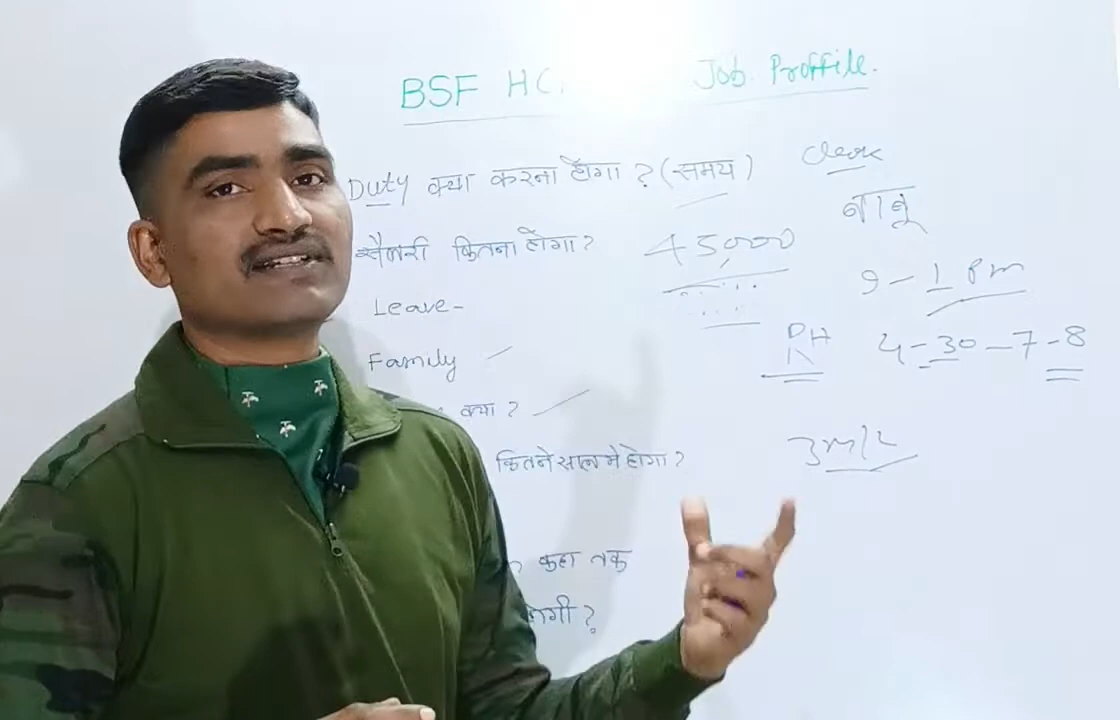 BSF HC Job Proffile.
Duty क्या करना होगा ? (समय) Clerk
बाबू
सैलरी कितना होगा ? 45,000
9 - 1 Pm
Leave -
RH 4 - 30 - 7 - 8
Family
क्या ?
कितने साल मे होगा ?
कहा तक